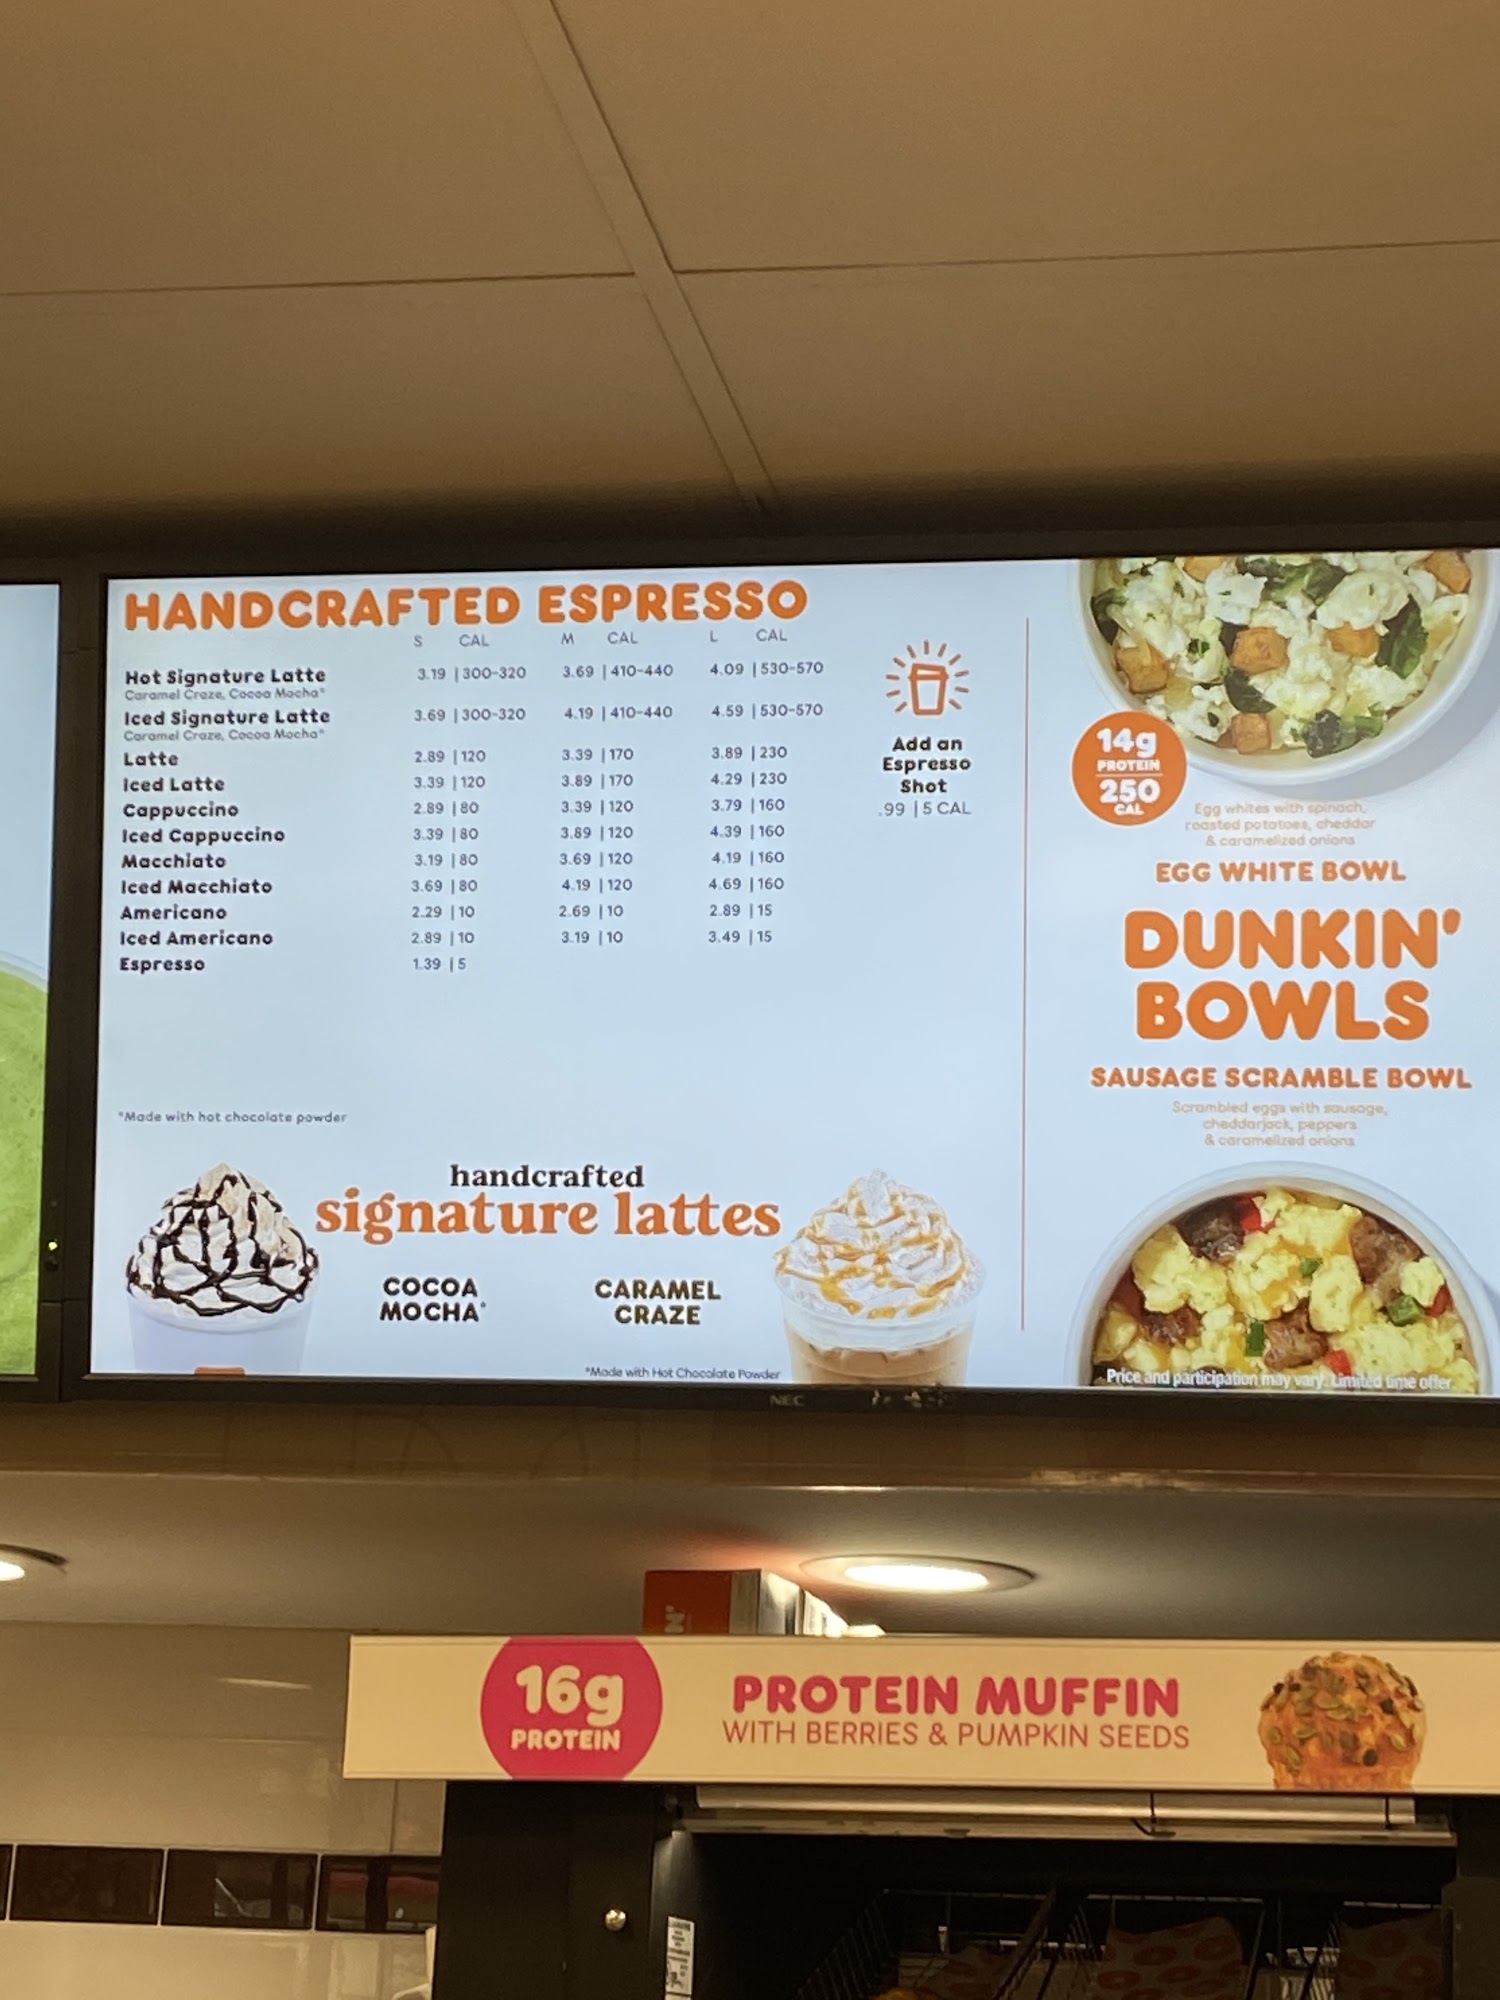 HANDCRAFTED ESPRESSO
S CAL M CAL L CAL
Hot Signature Latte 3.19 | 300-320 3.69 | 410-440 4.09 | 530-570
Caramel Craze, Cocoa Mocha*
Iced Signature Latte 3.69 | 300-320 4.19 | 410-440 4.59 | 530-570
Caramel Craze, Cocoa Mocha*
Latte 2.89 | 120 3.39 | 170 3.89 | 230
Iced Latte 3.39 | 120 3.89 | 170 4.29 | 230
Cappuccino 2.89 | 80 3.39 | 120 3.79 | 160
Iced Cappuccino 3.39 | 80 3.89 | 120 4.39 | 160
Macchiato 3.19 | 80 3.69 | 120 4.19 | 160
Iced Macchiato 3.69 | 80 4.19 | 120 4.69 | 160
Americano 2.29 | 10 2.69 | 10 2.89 | 15
Iced Americano 2.89 | 10 3.19 | 10 3.49 | 15
Espresso 1.39 | 5
Add an
Espresso
Shot
.99 | 5 CAL
*Made with hot chocolate powder
handcrafted
signature lattes
COCOA
MOCHA*
CARAMEL
CRAZE
*Made with Hot Chocolate Powder
14g
PROTEIN
250
CAL
Egg whites with spinach,
roasted potatoes, cheddar
& caramelized onions
EGG WHITE BOWL
DUNKIN'
BOWLS
SAUSAGE SCRAMBLE BOWL
Scrambled eggs with sausage,
cheddarjack, peppers
& caramelized onions
Price and participation may vary. Limited time offer.
NEC
16g
PROTEIN
PROTEIN MUFFIN
WITH BERRIES & PUMPKIN SEEDS